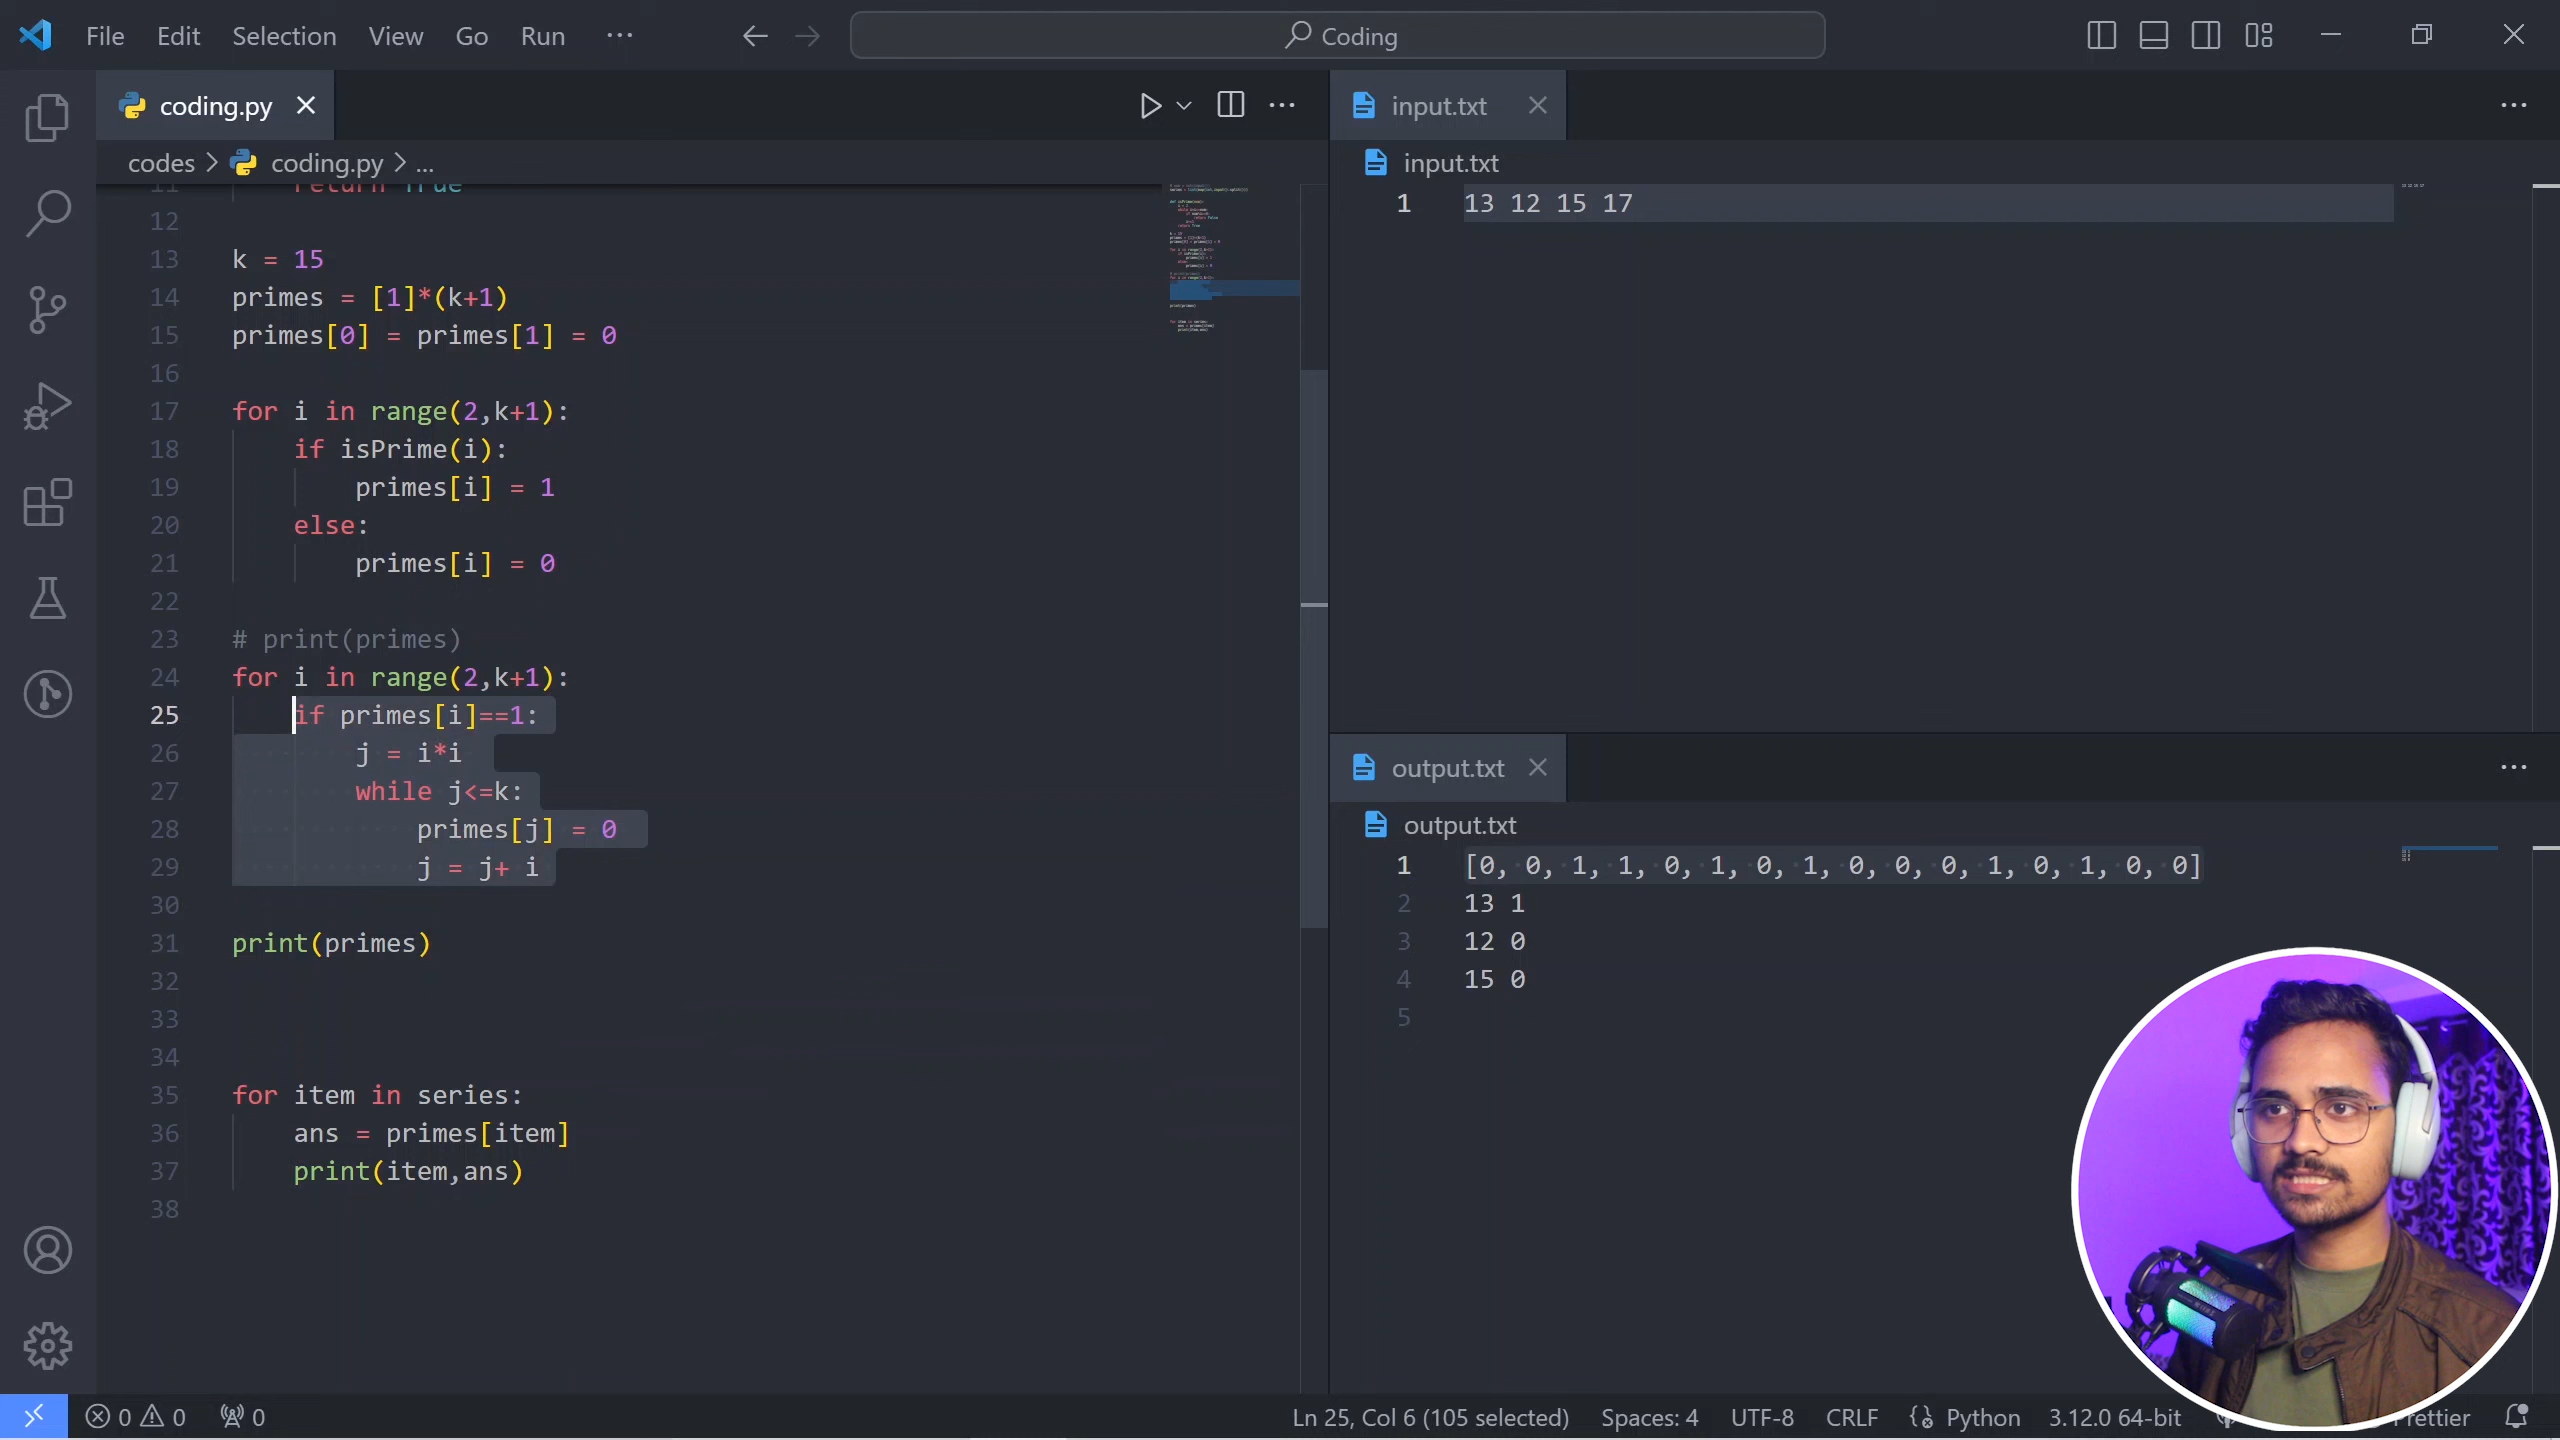 File Edit Selection View Go Run ...
Coding
coding.py
codes > coding.py > ...
11 return True
12
13 k = 15
14 primes = [1]*(k+1)
15 primes[0] = primes[1] = 0
16
17 for i in range(2,k+1):
18 if isPrime(i):
19 primes[i] = 1
20 else:
21 primes[i] = 0
22
23 # print(primes)
24 for i in range(2,k+1):
25 if primes[i]==1:
26 j = i*i
27 while j<=k:
28 primes[j] = 0
29 j = j+ i
30
31 print(primes)
32
33
34
35 for item in series:
36 ans = primes[item]
37 print(item,ans)
38
input.txt
input.txt
1 13 12 15 17
output.txt
output.txt
1 [0, 0, 1, 1, 0, 1, 0, 1, 0, 0, 0, 1, 0, 1, 0, 0]
2 13 1
3 12 0
4 15 0
5
0 0 0 Ln 25, Col 6 (105 selected) Spaces: 4 UTF-8 CRLF Python 3.12.0 64-bit Prettier